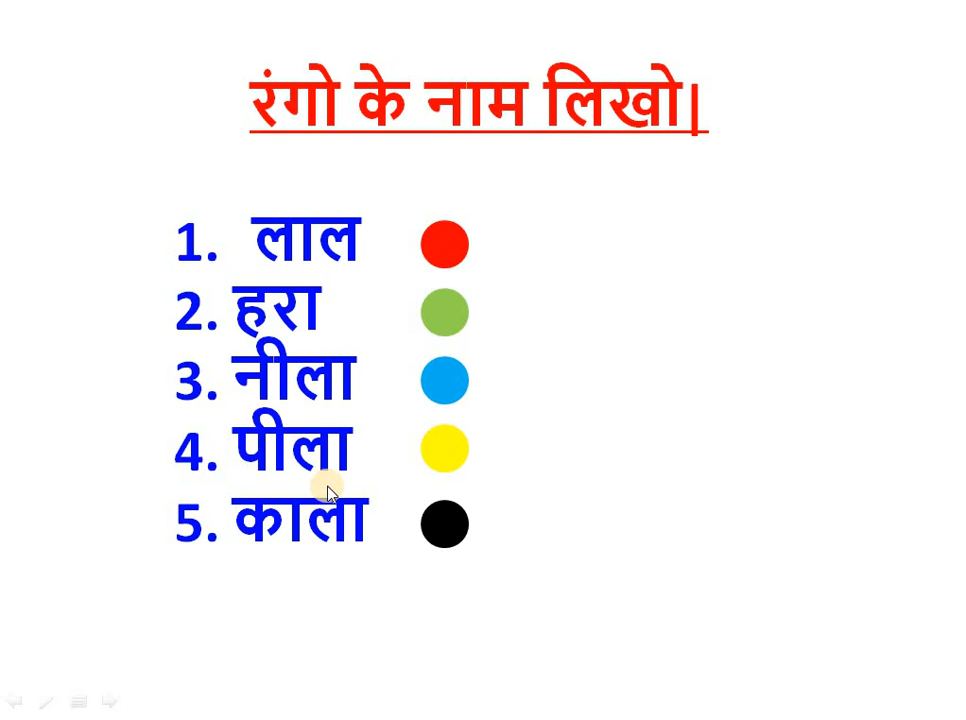 रंगो के नाम लिखो|
1. लाल
2. हरा
3. नीला
4. पीला
5. काला